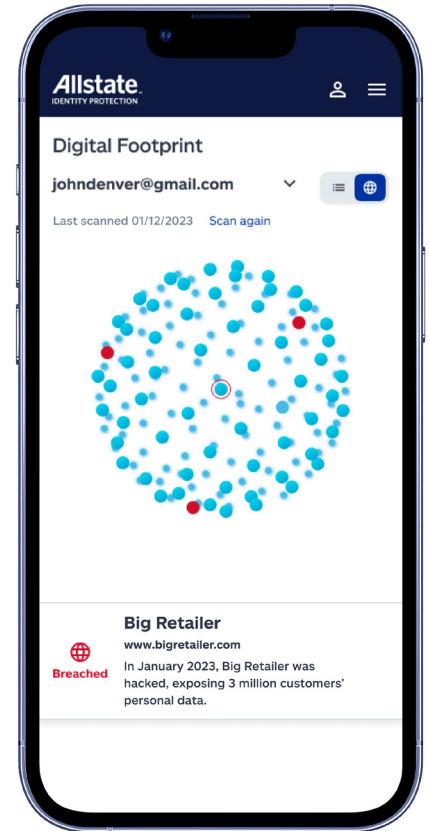 Allstate
IDENTITY PROTECTION
Digital Footprint
johndenver@gmail.com
Last scanned 01/12/2023 Scan again
Big Retailer
www.bigretailer.com
Breached
In January 2023, Big Retailer was
hacked, exposing 3 million customers'
personal data.